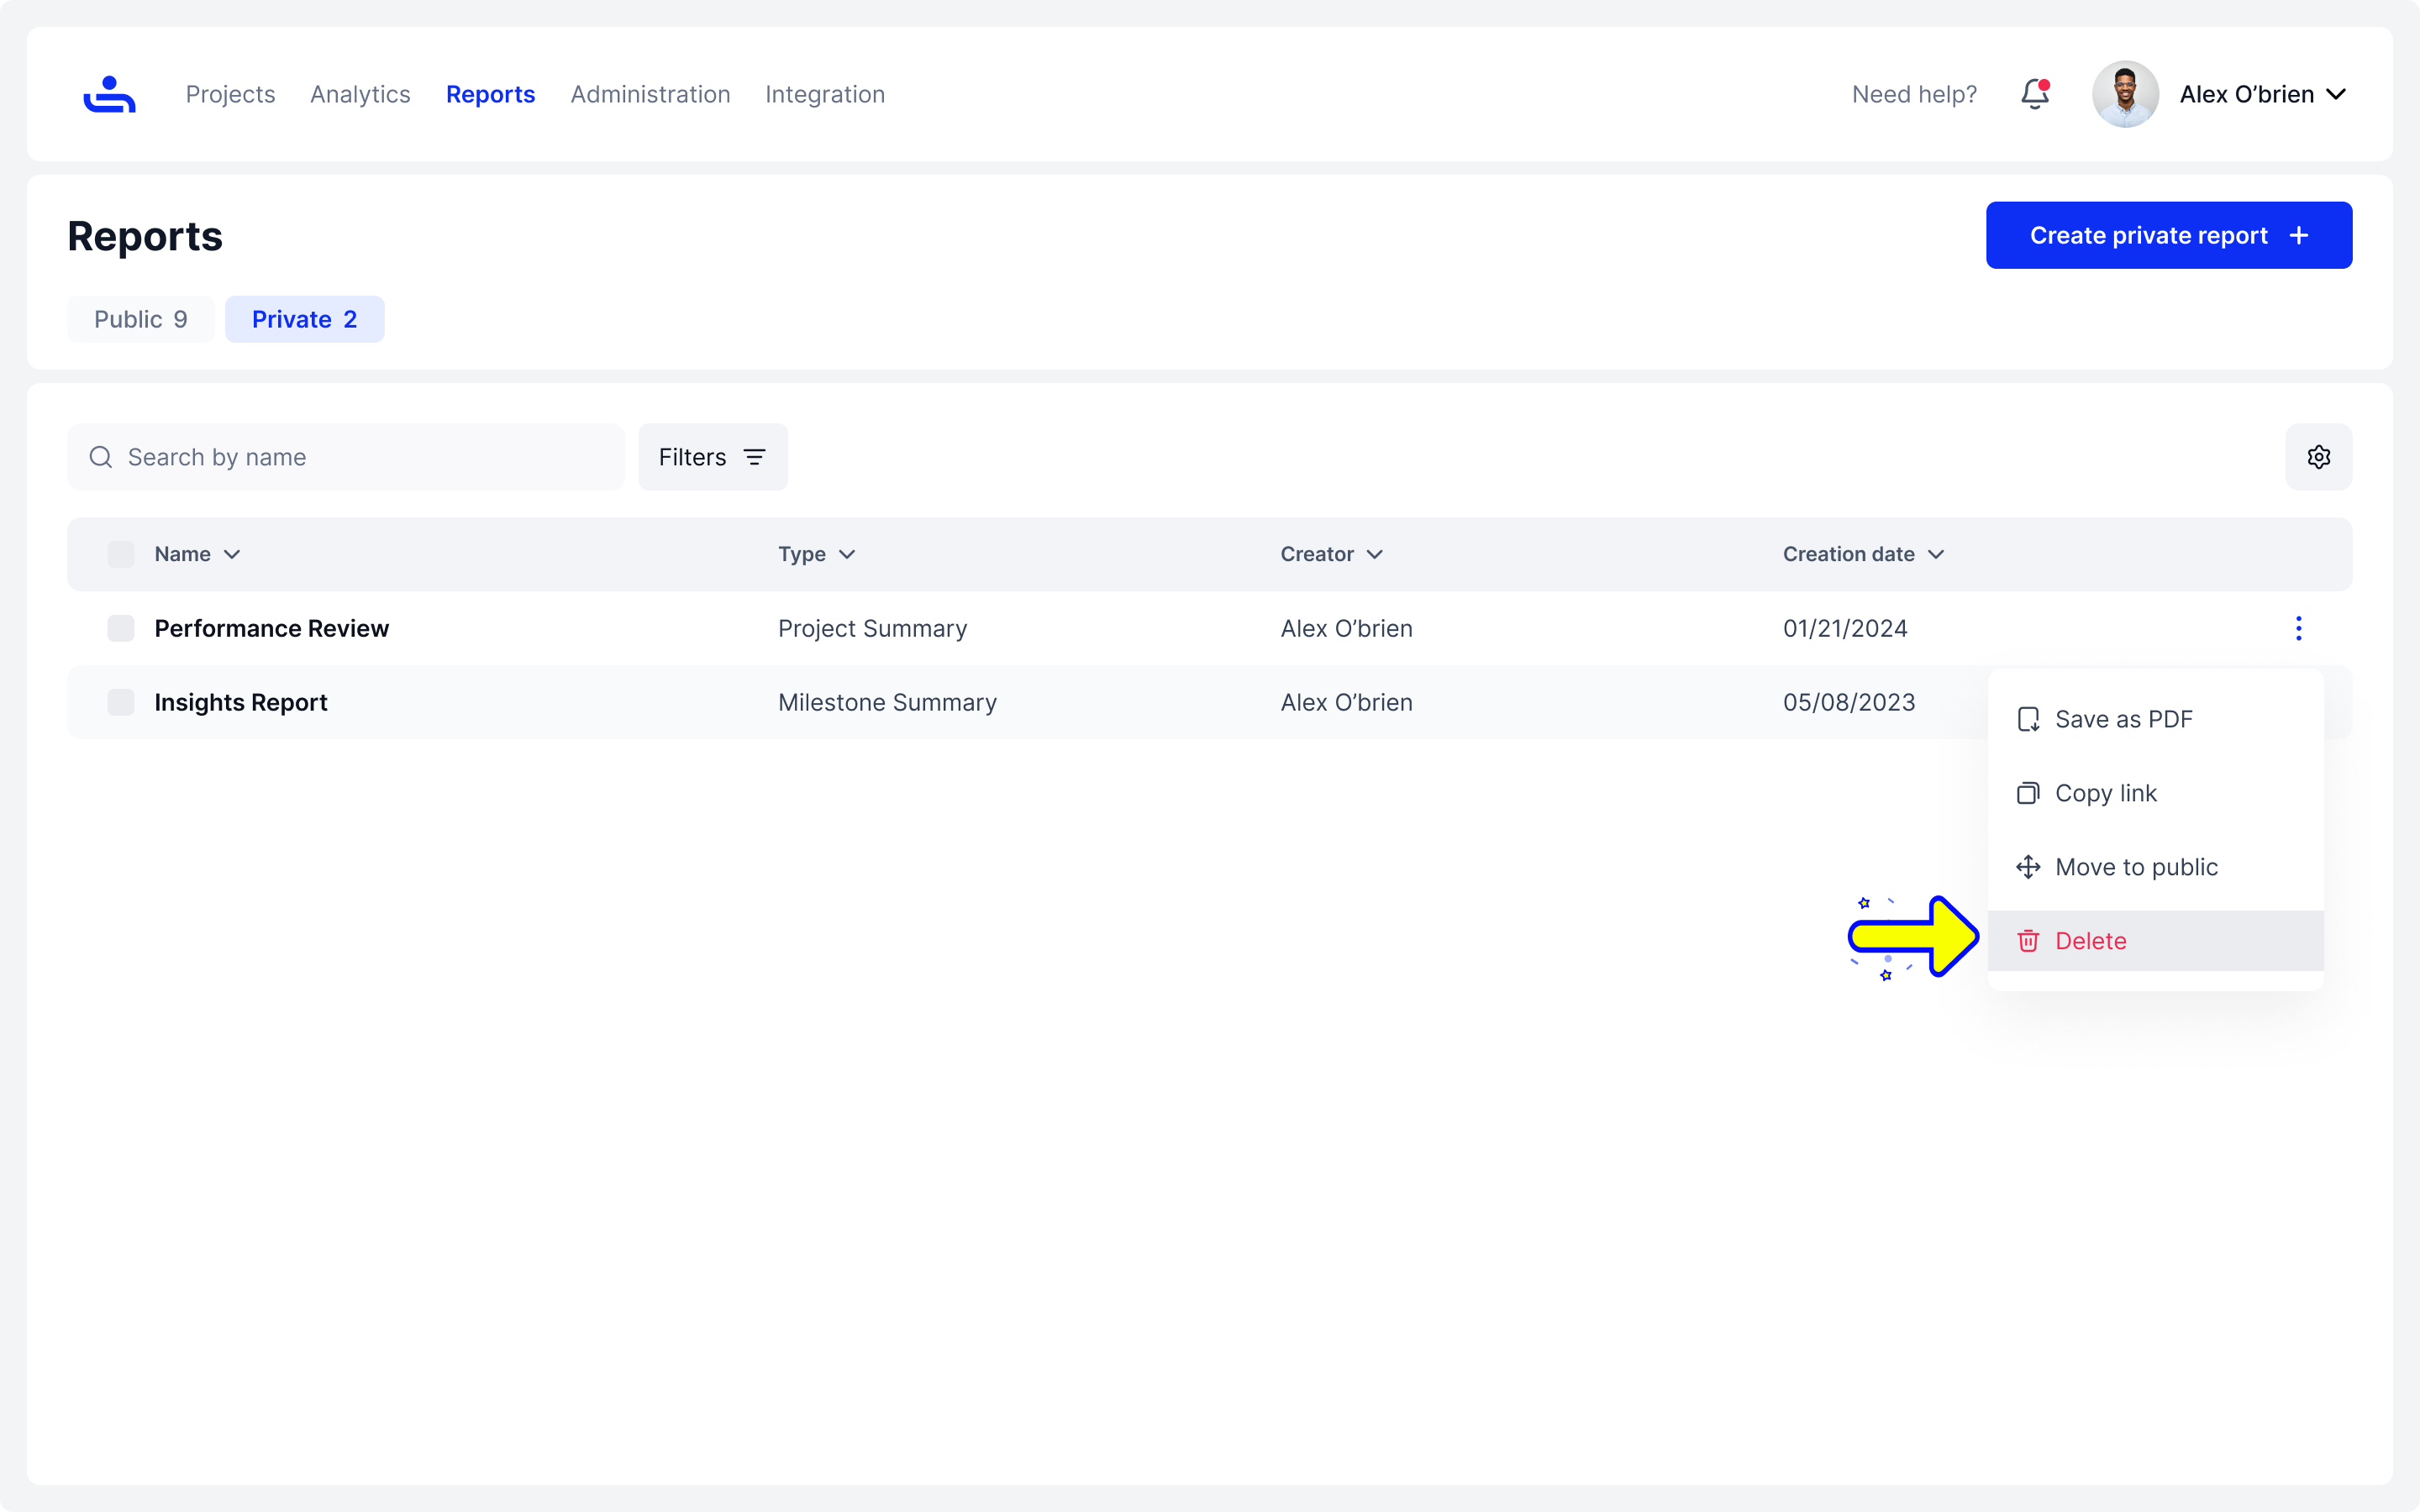 Projects Analytics Reports Administration Integration Need help? Alex O’brien
Reports
Create private report
Public 9 Private 2
Search by name Filters
Name Type Creator Creation date
Performance Review Project Summary Alex O’brien 01/21/2024
Insights Report Milestone Summary Alex O’brien 05/08/2023
Save as PDF
Copy link
Move to public
Delete